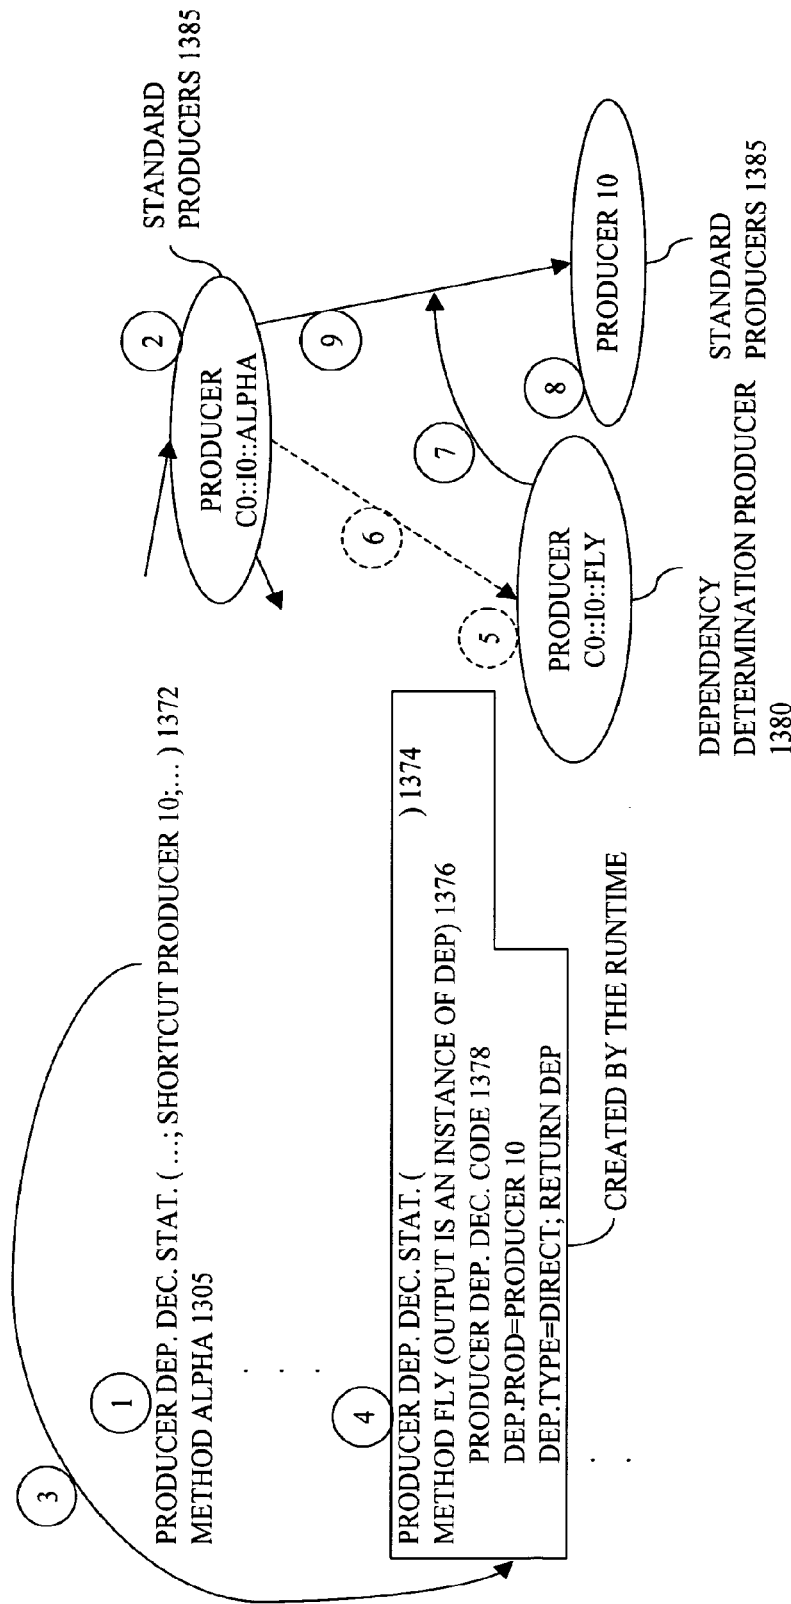 3
1
PRODUCER DEP. DEC. STAT. ( ...; SHORTCUT PRODUCER 10;... ) 1372
METHOD ALPHA 1305
.
.
.
4
PRODUCER DEP. DEC. STAT. ( ) 1374
METHOD FLY (OUTPUT IS AN INSTANCE OF DEP) 1376
PRODUCER DEP. DEC. CODE 1378
DEP.PROD=PRODUCER 10
DEP.TYPE=DIRECT; RETURN DEP
.
.
CREATED BY THE RUNTIME
2
PRODUCER
C0::I0::ALPHA
STANDARD
PRODUCERS 1385
9
6
7
5
PRODUCER
C0::I0::FLY
8
PRODUCER 10
DEPENDENCY
DETERMINATION PRODUCER
1380
STANDARD
PRODUCERS 1385